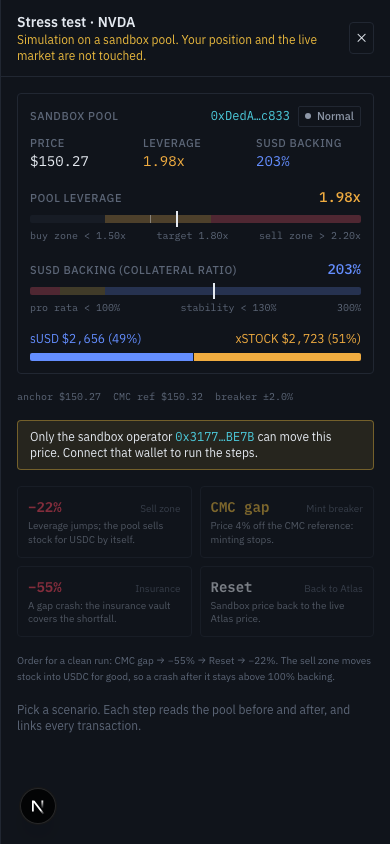 Stress test · NVDA
Simulation on a sandbox pool. Your position and the live
market are not touched.
SANDBOX POOL 0xDedA…c833 Normal
PRICE LEVERAGE SUSD BACKING
$150.27 1.98x 203%
POOL LEVERAGE 1.98x
buy zone < 1.50x target 1.80x sell zone > 2.20x
SUSD BACKING (COLLATERAL RATIO) 203%
pro rata < 100% stability < 130% 300%
sUSD $2,656 (49%) xSTOCK $2,723 (51%)
anchor $150.27 CMC ref $150.32 breaker ±2.0%
Only the sandbox operator 0x3177…BE7B can move this
price. Connect that wallet to run the steps.
−22% Sell zone
Leverage jumps; the pool sells
stock for USDC by itself.
CMC gap Mint breaker
Price 4% off the CMC reference:
minting stops.
−55% Insurance
A gap crash: the insurance vault
covers the shortfall.
Reset Back to Atlas
Sandbox price back to the live
Atlas price.
Order for a clean run: CMC gap → −55% → Reset → −22%. The sell zone moves
stock into USDC for good, so a crash after it stays above 100% backing.
Pick a scenario. Each step reads the pool before and after, and
links every transaction.
N